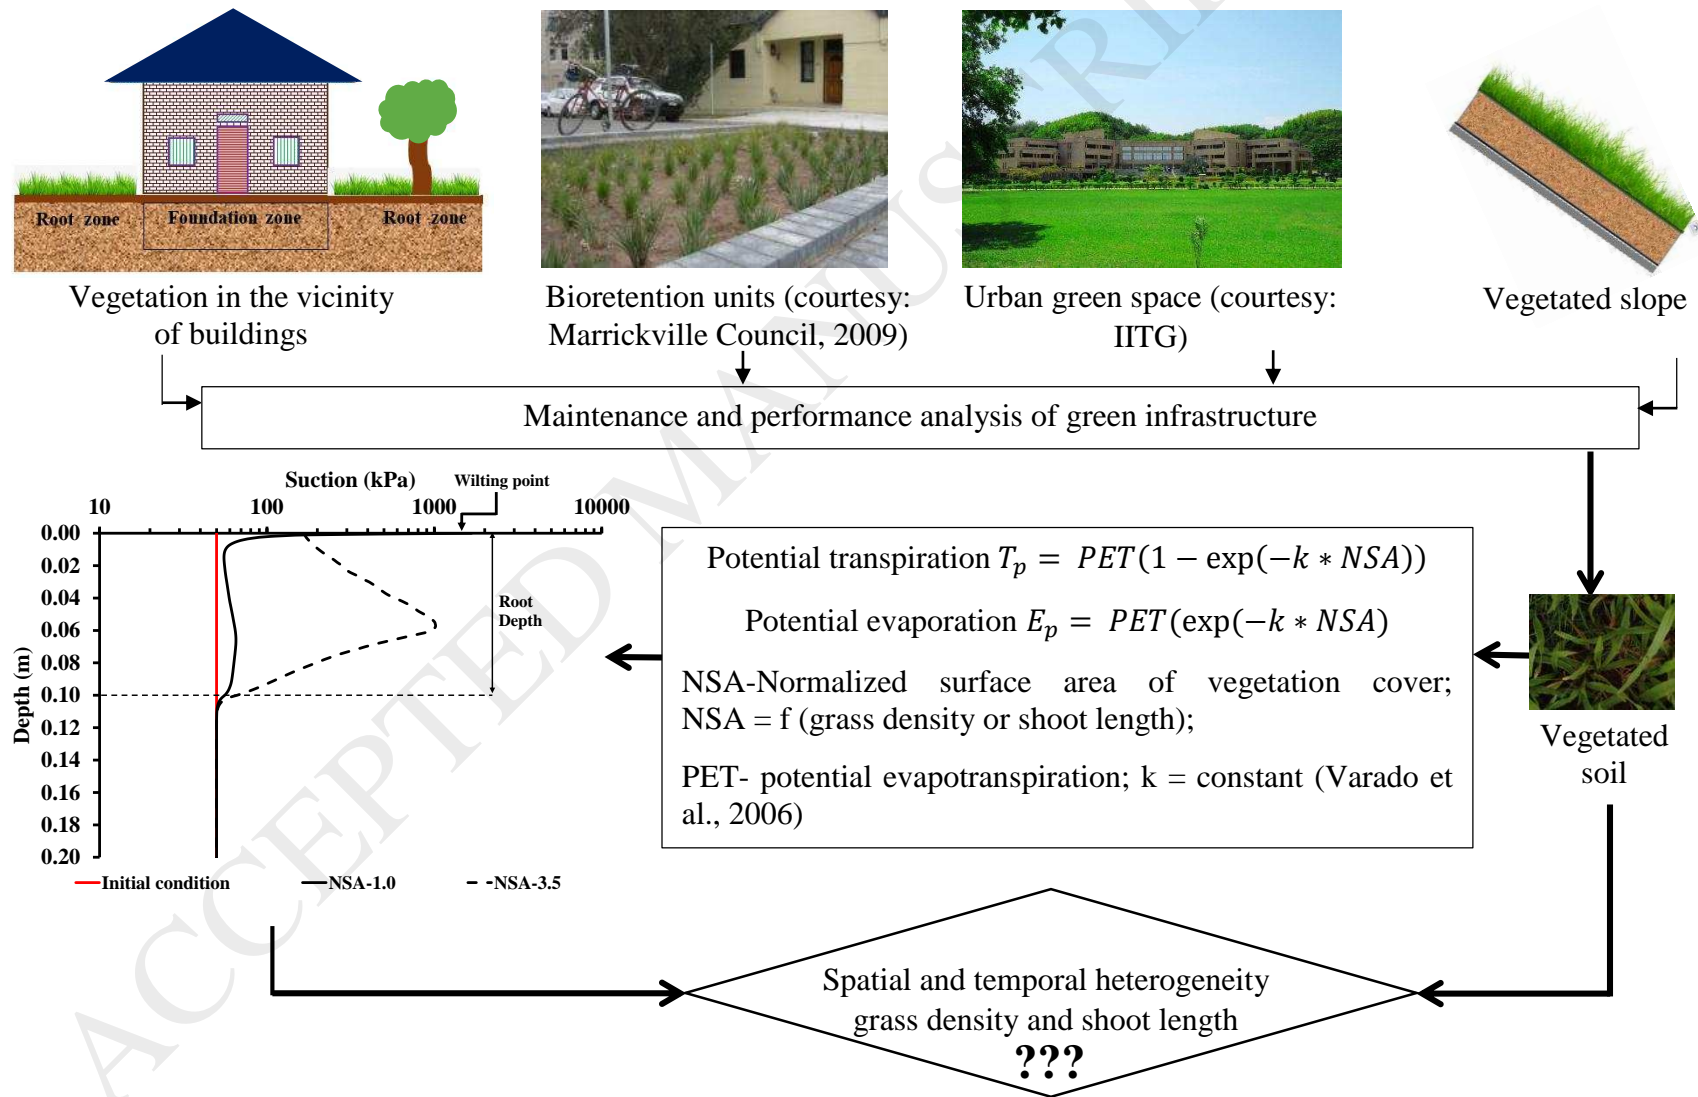 Root zone
Foundation zone
Root zone
Vegetation in the vicinity
of buildings
Bioretention units (courtesy:
Marrickville Council, 2009)
Urban green space (courtesy:
IITG)
Vegetated slope
Maintenance and performance analysis of green infrastructure
Suction (kPa)
Wilting point
10
100
1000
10000
0.00
0.02
0.04
0.06
0.08
0.10
0.12
0.14
0.16
0.18
0.20
Depth (m)
Root
Depth
Initial condition
NSA-1.0
NSA-3.5
Potential transpiration T_p = PET(1 − exp(−k ∗ NSA))
Potential evaporation E_p = PET(exp(−k ∗ NSA)
NSA-Normalized surface area of vegetation cover;
NSA = f (grass density or shoot length);
PET- potential evapotranspiration; k = constant (Varado et
al., 2006)
Vegetated
soil
Spatial and temporal heterogeneity
grass density and shoot length
???
ACCEPTED MANUSCRI